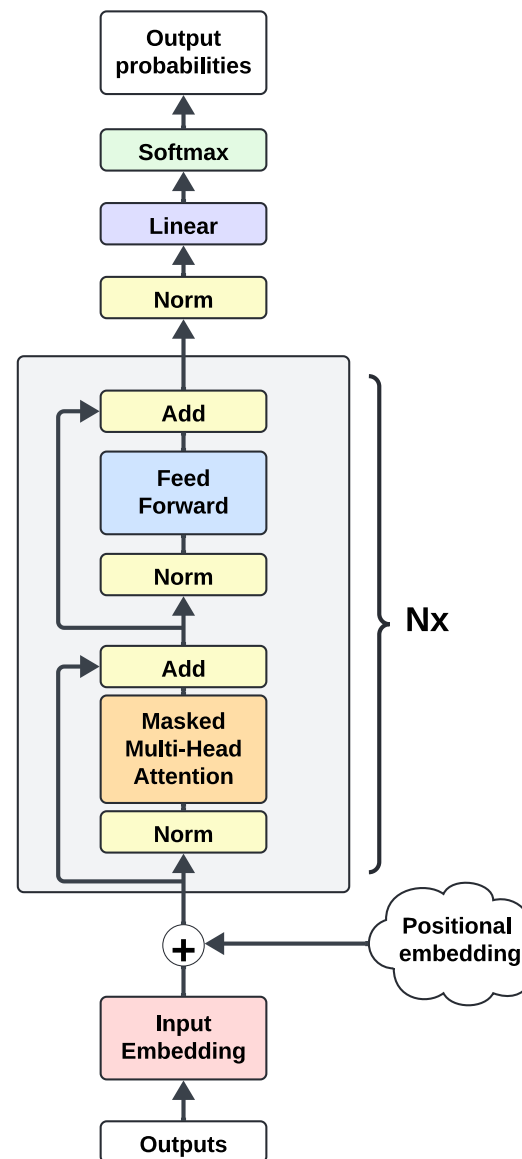 Output
probabilities
Softmax
Linear
Norm
Add
Feed
Forward
Norm
Nx
Add
Masked
Multi-Head
Attention
Norm
Positional
embedding
+
Input
Embedding
Outputs